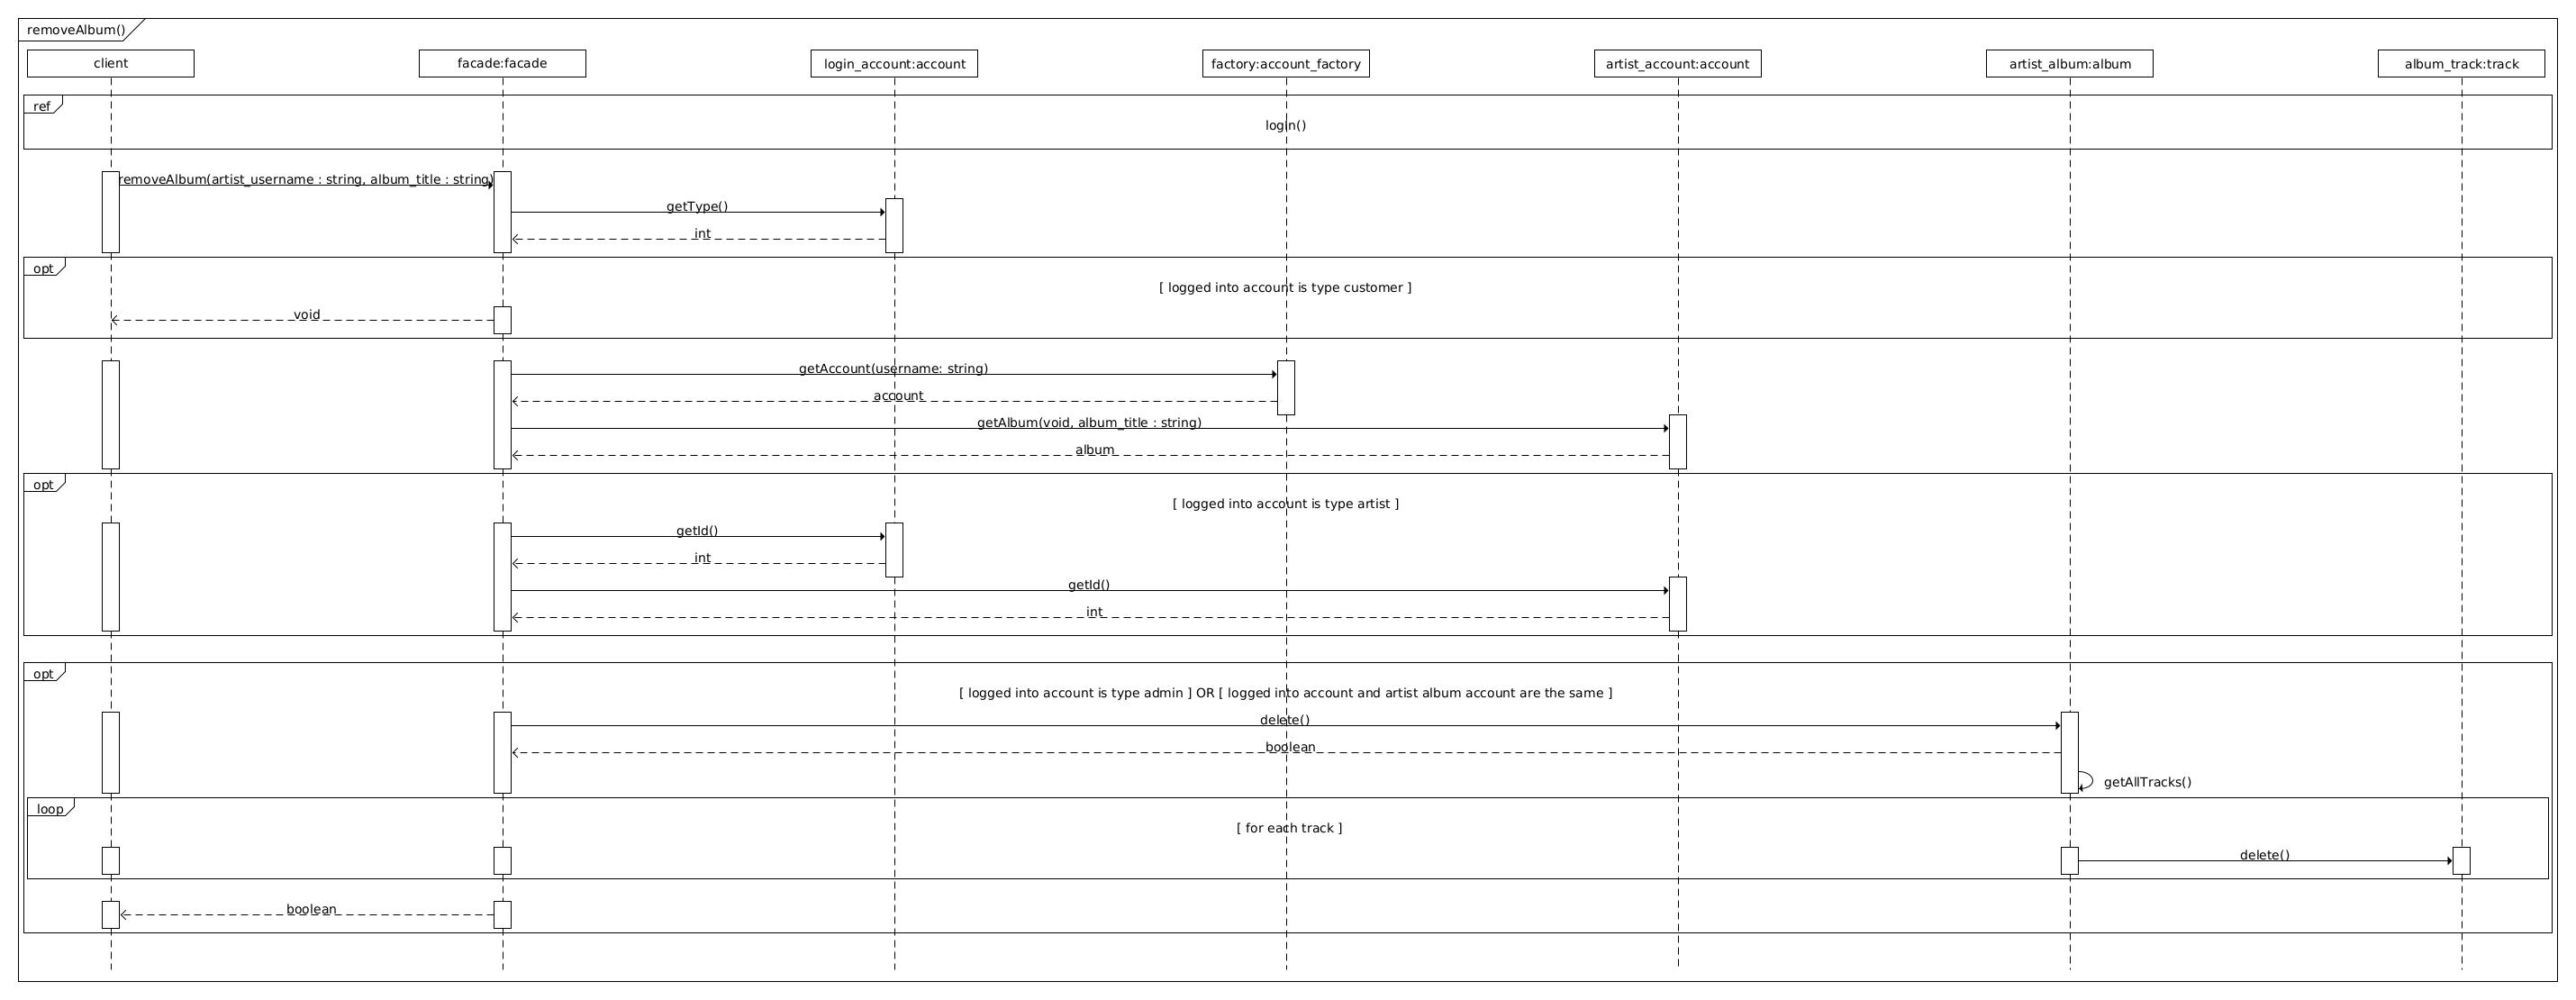 removeAlbum()
client
facade:facade
login_account:account
factory:account_factory
artist_account:account
artist_album:album
album_track:track
ref
login()
removeAlbum(artist_username : string, album_title : string)
getType()
int
opt
[ logged into account is type customer ]
void
getAccount(username: string)
account
getAlbum(void, album_title : string)
album
opt
[ logged into account is type artist ]
getId()
int
getId()
int
opt
[ logged into account is type admin ] OR [ logged into account and artist album account are the same ]
delete()
boolean
getAllTracks()
loop
[ for each track ]
delete()
boolean